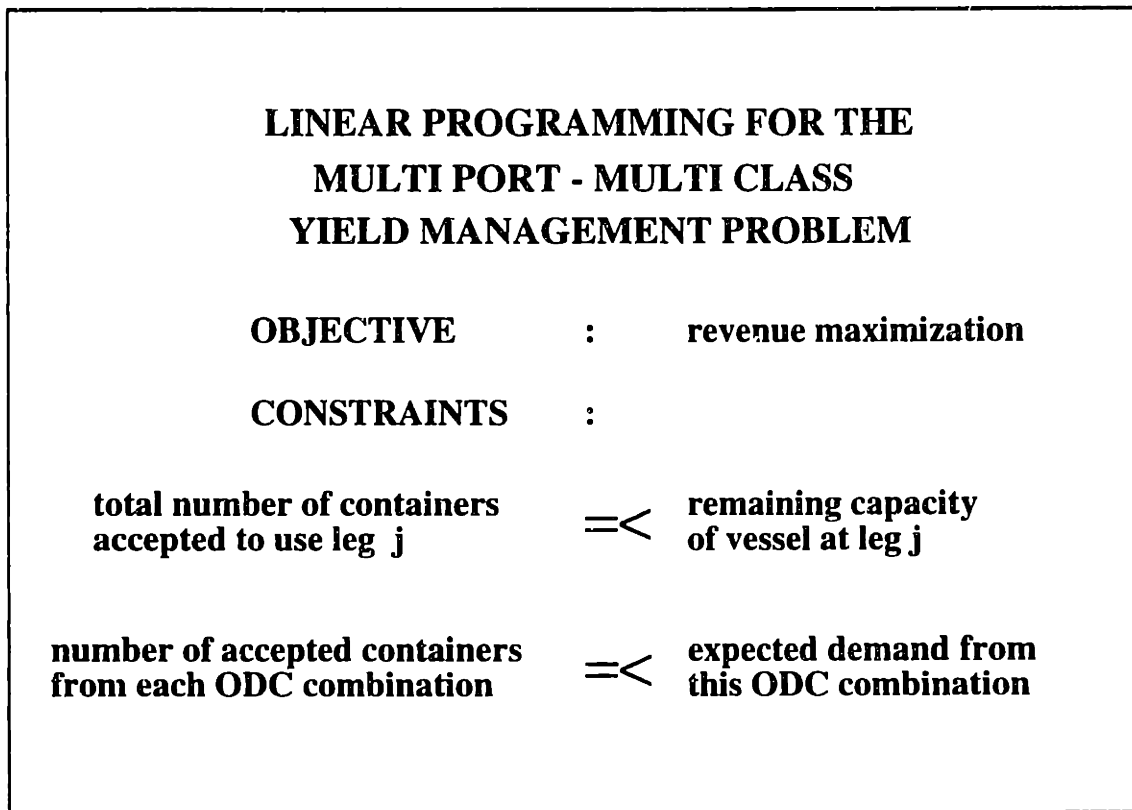 LINEAR PROGRAMMING FOR THE
MULTI PORT - MULTI CLASS
YIELD MANAGEMENT PROBLEM
OBJECTIVE : revenue maximization
CONSTRAINTS :
total number of containers
accepted to use leg j
=<
remaining capacity
of vessel at leg j
number of accepted containers
from each ODC combination
=<
expected demand from
this ODC combination